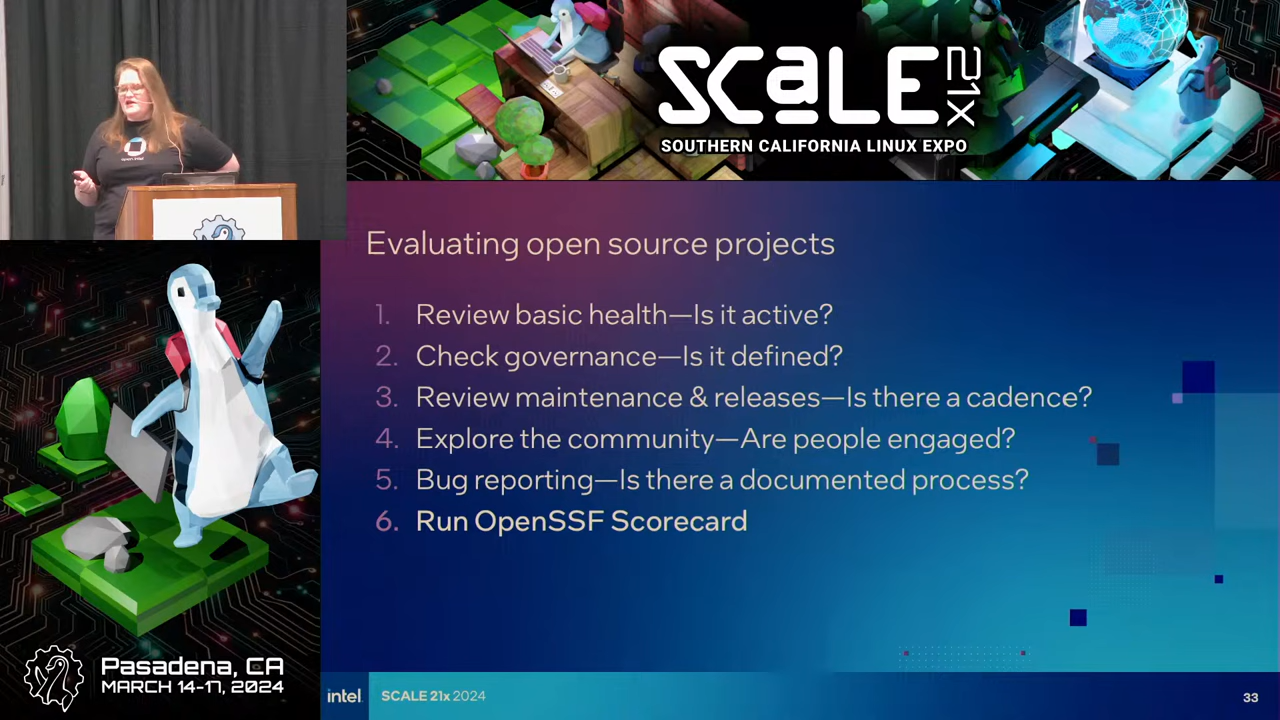 SCaLE 21x
SOUTHERN CALIFORNIA LINUX EXPO
open.intel
Evaluating open source projects
1. Review basic health—Is it active?
2. Check governance—Is it defined?
3. Review maintenance & releases—Is there a cadence?
4. Explore the community—Are people engaged?
5. Bug reporting—Is there a documented process?
6. Run OpenSSF Scorecard
Pasadena, CA
MARCH 14-17, 2024
intel
SCALE 21x 2024
33